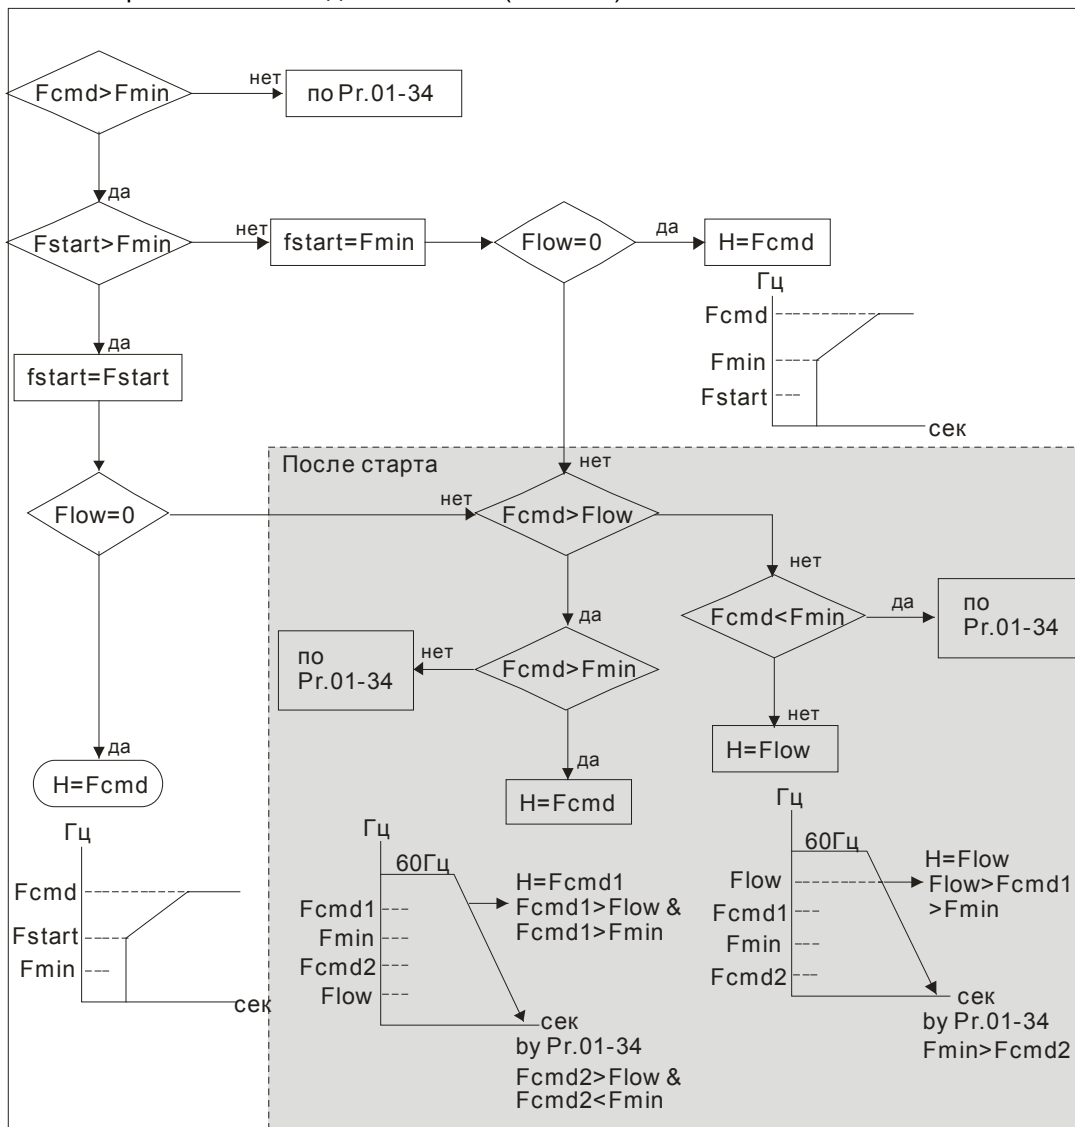 Fcmd>Fmin
нет
по Pr.01-34
да
Fstart>Fmin
нет
fstart=Fmin
Flow=0
да
H=Fcmd
Гц
Fcmd
Fmin
Fstart
сек
да
fstart=Fstart
После старта
нет
Flow=0
нет
Fcmd>Flow
нет
Fcmd<Fmin
да
по
Pr.01-34
да
по
Pr.01-34
нет
Fcmd>Fmin
нет
H=Flow
да
H=Fcmd
да
H=Fcmd
Гц
Fcmd
Fstart
Fmin
сек
Гц
60Гц
Fcmd1
Fmin
Fcmd2
Flow
H=Fcmd1
Fcmd1>Flow &
Fcmd1>Fmin
сек
by Pr.01-34
Fcmd2>Flow &
Fcmd2<Fmin
Гц
60Гц
Flow
Fcmd1
Fmin
Fcmd2
H=Flow
Flow>Fcmd1
>Fmin
сек
by Pr.01-34
Fmin>Fcmd2